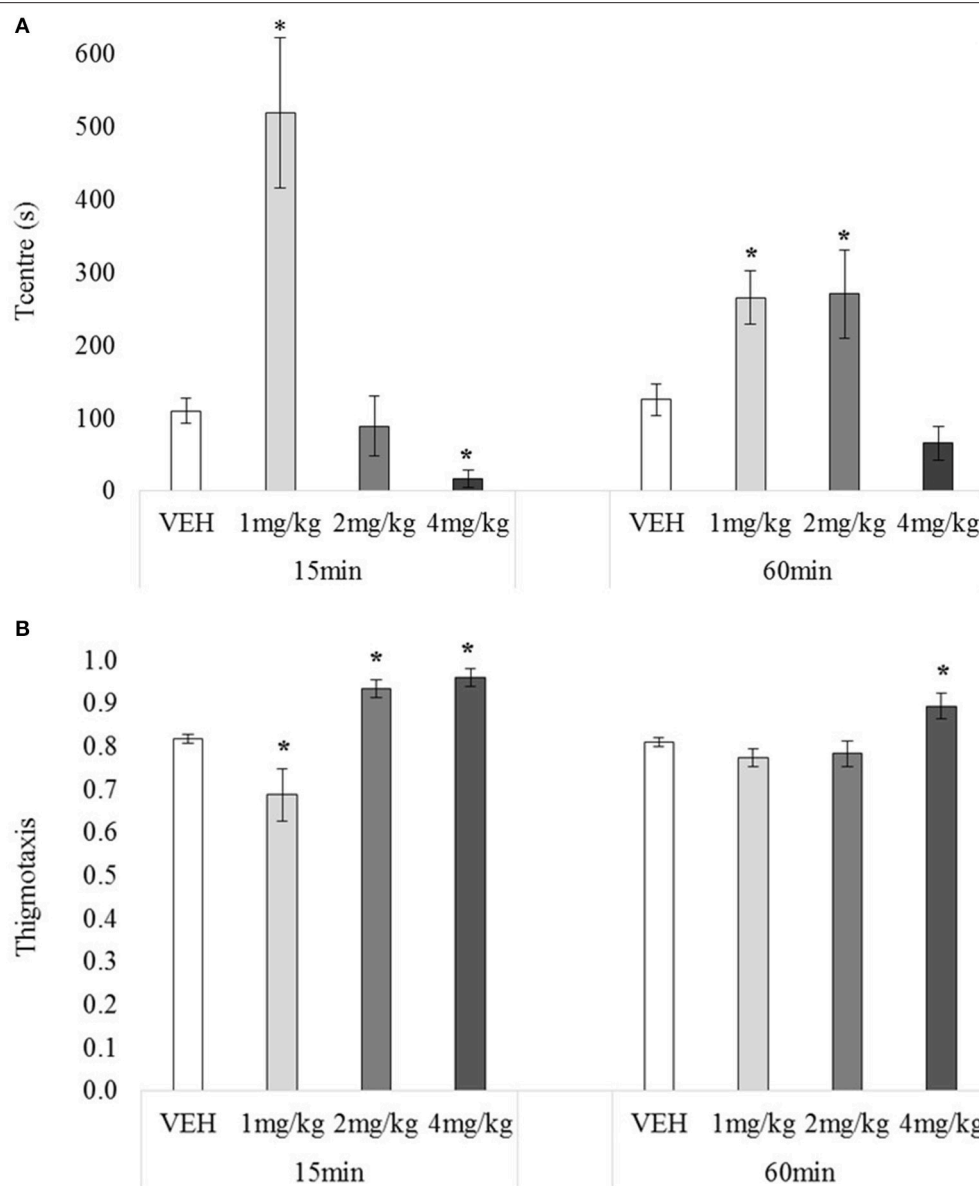 A
*
600
500
400
300
200
100
0
Tcentre (s)
* *
*
VEH 1mg/kg 2mg/kg 4mg/kg VEH 1mg/kg 2mg/kg 4mg/kg
15min 60min
B
1.0
0.9
0.8
0.7
0.6
0.5
0.4
0.3
0.2
0.1
0.0
Thigmotaxis
* * *
*
VEH 1mg/kg 2mg/kg 4mg/kg VEH 1mg/kg 2mg/kg 4mg/kg
15min 60min